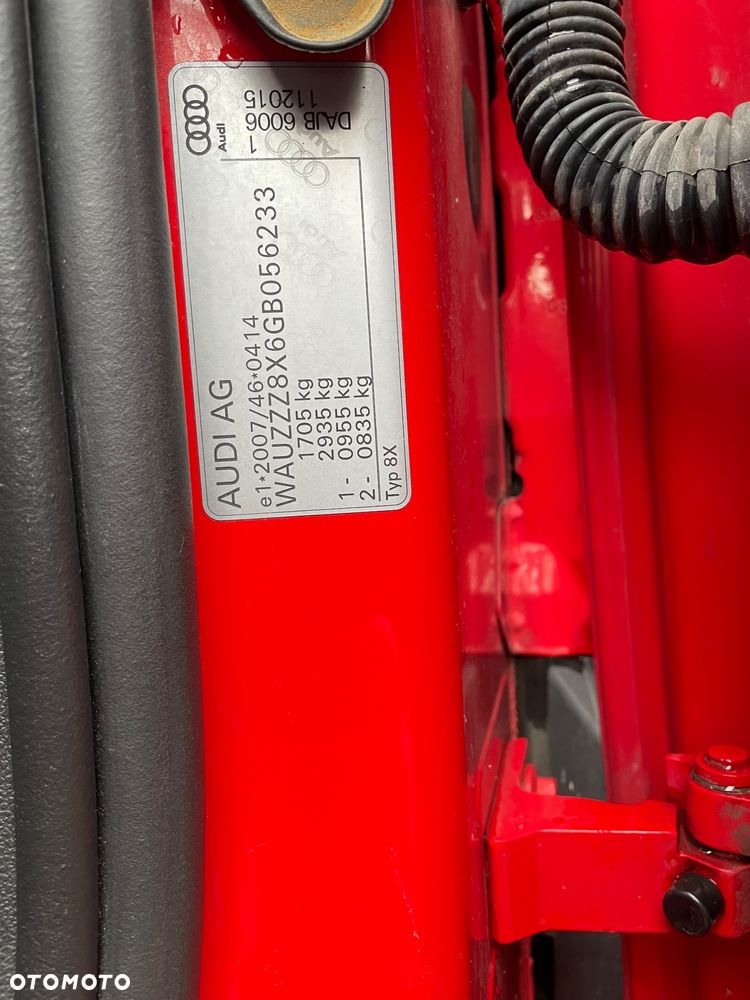 AUDI AG
e1*2007/46*0414
WAUZZZ8X6GB056233
1705 kg
2935 kg
1- 0955 kg
2- 0835 kg
Typ 8X
Audi
1
DAJB 6006
112015
OTOMOTO